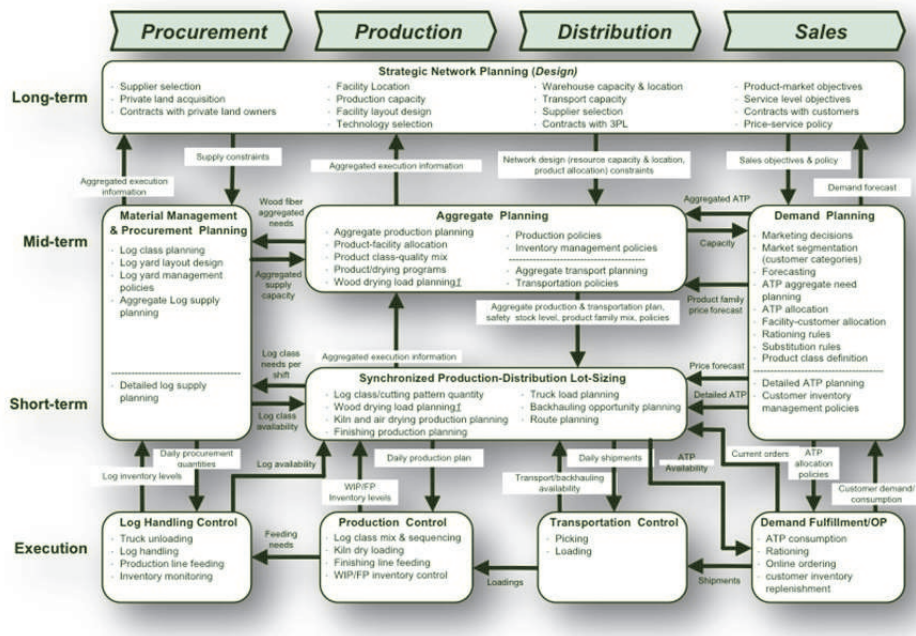 Procurement
Production
Distribution
Sales
Long-term
Strategic Network Planning (Design)
· Supplier selection
· Private land acquisition
· Contracts with private land owners
· Facility Location
· Production capacity
· Facility layout design
· Technology selection
· Warehouse capacity & location
· Transport capacity
· Supplier selection
· Contracts with 3PL
· Product-market objectives
· Service level objectives
· Contracts with customers
· Price-service policy
Aggregated execution
information
Supply constraints
Aggregated execution information
Network design (resource capacity & location,
product allocation) constraints
Sales objectives & policy
Demand forecast
Mid-term
Material Management
& Procurement Planning
· Log class planning
· Log yard layout design
· Log yard management
policies
· Aggregate Log supply
planning
· Detailed log supply
planning
Wood fiber
aggregated
needs
Aggregated
supply
capacity
Aggregate Planning
· Aggregate production planning
· Product-facility allocation
· Product class-quality mix
· Product/drying programs
· Wood drying load planning†
· Production policies
· Inventory management policies
· Aggregate transport planning
· Transportation policies
Aggregated ATP
Capacity
Product family
price forecast
Demand Planning
· Marketing decisions
· Market segmentation
(customer categories)
· Forecasting
· ATP aggregate need
planning
· ATP allocation
· Facility-customer allocation
· Rationing rules
· Substitution rules
· Product class definition
· Detailed ATP planning
· Customer inventory
management policies
Aggregated execution information
Aggregate production & transportation plan,
safety stock level, product family mix, policies
Short-term
Log class
needs per
shift
Log class
availability
Synchronized Production-Distribution Lot-Sizing
· Log class/cutting pattern quantity
· Wood drying load planning†
· Kiln and air drying production planning
· Finishing production planning
· Truck load planning
· Backhauling opportunity planning
· Route planning
Price forecast
Detailed ATP
Log inventory levels
Daily procurement
quantities
Log availability
WIP/FP
Inventory levels
Daily production plan
Transport/backhauling
availability
Daily shipments
ATP
Availability
Current orders
ATP
allocation
policies
Customer demand/
consumption
Execution
Log Handling Control
· Truck unloading
· Log handling
· Production line feeding
· Inventory monitoring
Feeding
needs
Production Control
· Log class mix & sequencing
· Kiln dry loading
· Finishing line feeding
· WIP/FP inventory control
Loadings
Transportation Control
· Picking
· Loading
Shipments
Demand Fulfillment/OP
· ATP consumption
· Rationing
· Online ordering
· customer inventory
replenishment